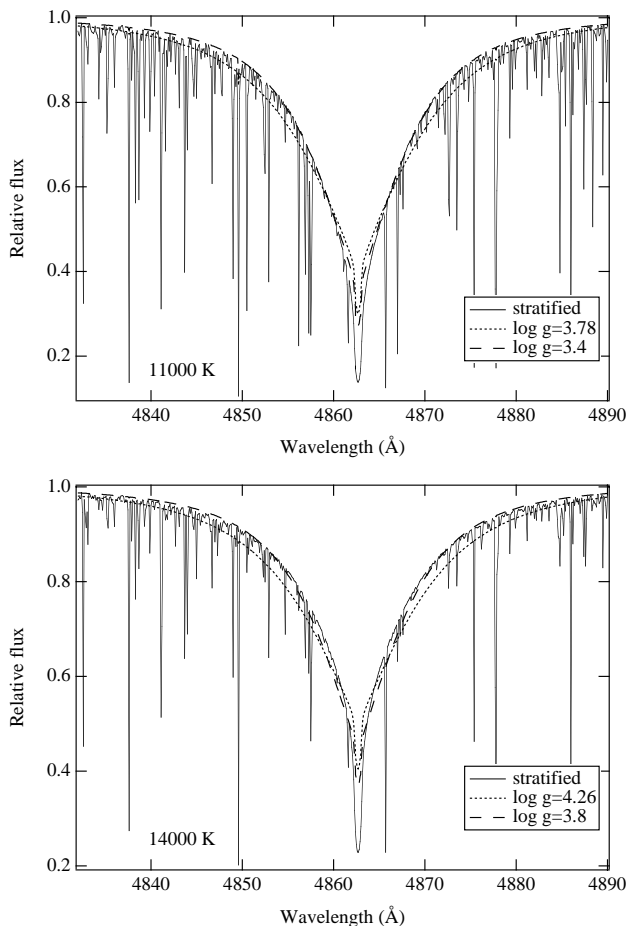 1.0
0.8
0.6
0.4
0.2
Relative flux
stratified
log g=3.78
log g=3.4
11000 K
4840 4850 4860 4870 4880 4890
Wavelength (Å)
1.0
0.8
0.6
0.4
0.2
Relative flux
stratified
log g=4.26
log g=3.8
14000 K
4840 4850 4860 4870 4880 4890
Wavelength (Å)